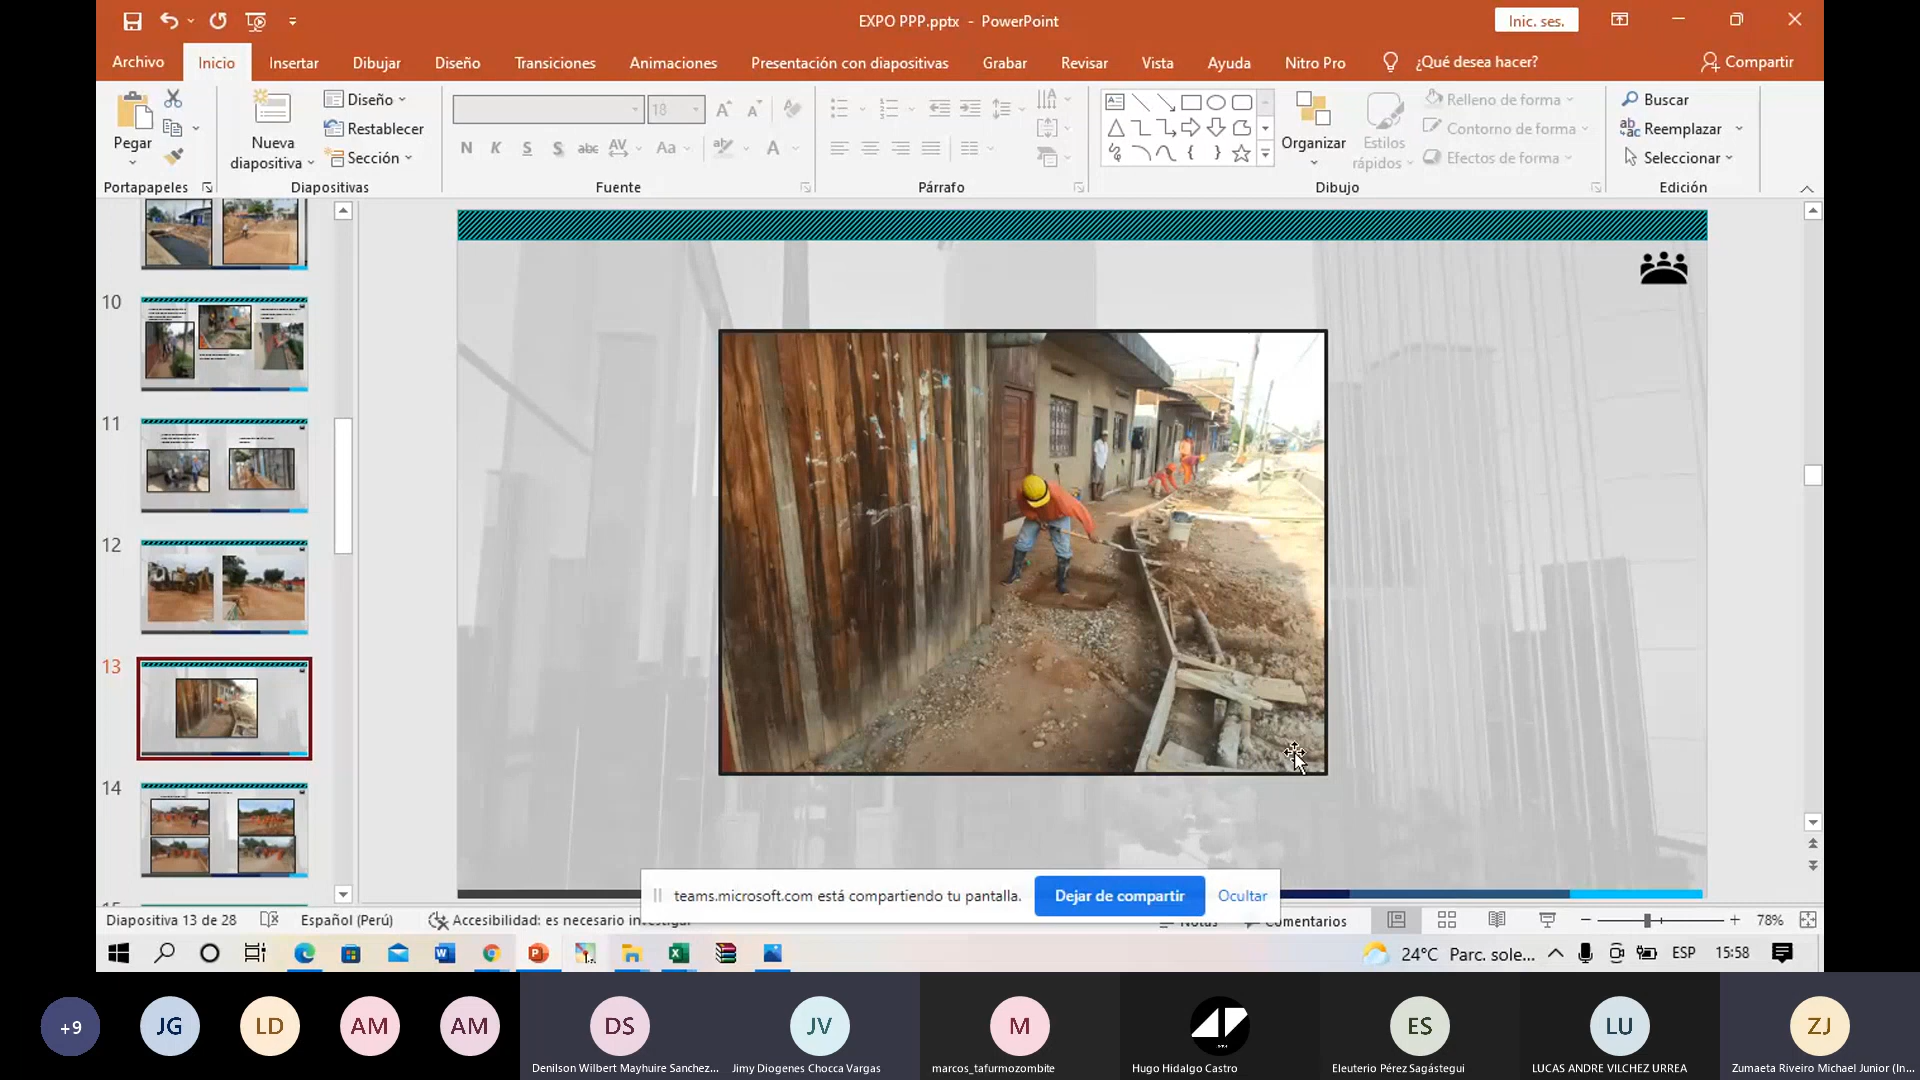 EXPO PPP.pptx - PowerPoint
Inic. ses.
Archivo Inicio Insertar Dibujar Diseño Transiciones Animaciones Presentación con diapositivas Grabar Revisar Vista Ayuda Nitro Pro ¿Qué desea hacer? Compartir
Pegar
Portapapeles
Nueva diapositiva
Diseño
Restablecer
Sección
Diapositivas
18
N K S S abc AV Aa A
Fuente
Párrafo
Organizar
Estilos rápidos
Relleno de forma
Contorno de forma
Efectos de forma
Dibujo
Buscar
Reemplazar
Seleccionar
Edición
10
11
12
13
14
teams.microsoft.com está compartiendo tu pantalla. Dejar de compartir Ocultar
Diapositiva 13 de 28 Español (Perú) Accesibilidad: es necesario investigar Notas Comentarios 78%
24°C Parc. sole... ESP 15:58
+9 JG LD AM AM DS JV M ES LU ZJ
Denilson Wilbert Mayhuire Sanchez... Jimy Diogenes Chocca Vargas marcos_tafurmozombite Hugo Hidalgo Castro Eleuterio Pérez Sagástegui LUCAS ANDRE VILCHEZ URREA Zumaeta Riveiro Michael Junior (In...